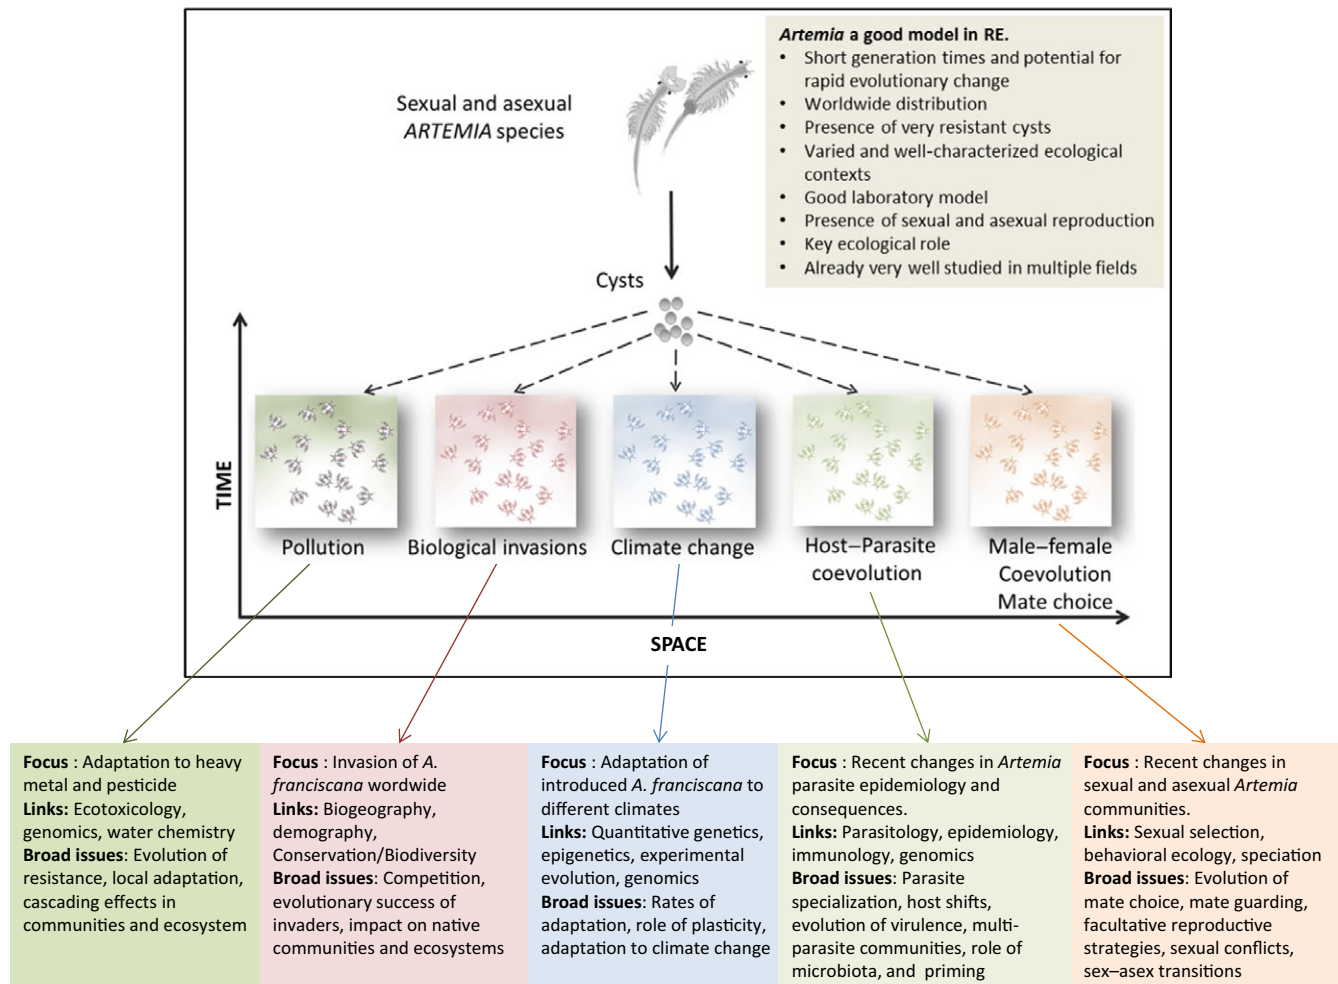 Artemia a good model in RE.
• Short generation times and potential for
rapid evolutionary change
• Worldwide distribution
• Presence of very resistant cysts
• Varied and well-characterized ecological
contexts
• Good laboratory model
• Presence of sexual and asexual reproduction
• Key ecological role
• Already very well studied in multiple fields
Sexual and asexual
ARTEMIA species
Cysts
TIME
Pollution
Biological invasions
Climate change
Host–Parasite
coevolution
Male–female
Coevolution
Mate choice
SPACE
Focus : Adaptation to heavy
metal and pesticide
Links: Ecotoxicology,
genomics, water chemistry
Broad issues: Evolution of
resistance, local adaptation,
cascading effects in
communities and ecosystem
Focus : Invasion of A.
franciscana wordwide
Links: Biogeography,
demography,
Conservation/Biodiversity
Broad issues: Competition,
evolutionary success of
invaders, impact on native
communities and ecosystems
Focus : Adaptation of
introduced A. franciscana to
different climates
Links: Quantitative genetics,
epigenetics, experimental
evolution, genomics
Broad issues: Rates of
adaptation, role of plasticity,
adaptation to climate change
Focus : Recent changes in Artemia
parasite epidemiology and
consequences.
Links: Parasitology, epidemiology,
immunology, genomics
Broad issues: Parasite
specialization, host shifts,
evolution of virulence, multi-
parasite communities, role of
microbiota, and priming
Focus : Recent changes in
sexual and asexual Artemia
communities.
Links: Sexual selection,
behavioral ecology, speciation
Broad issues: Evolution of
mate choice, mate guarding,
facultative reproductive
strategies, sexual conflicts,
sex–asex transitions